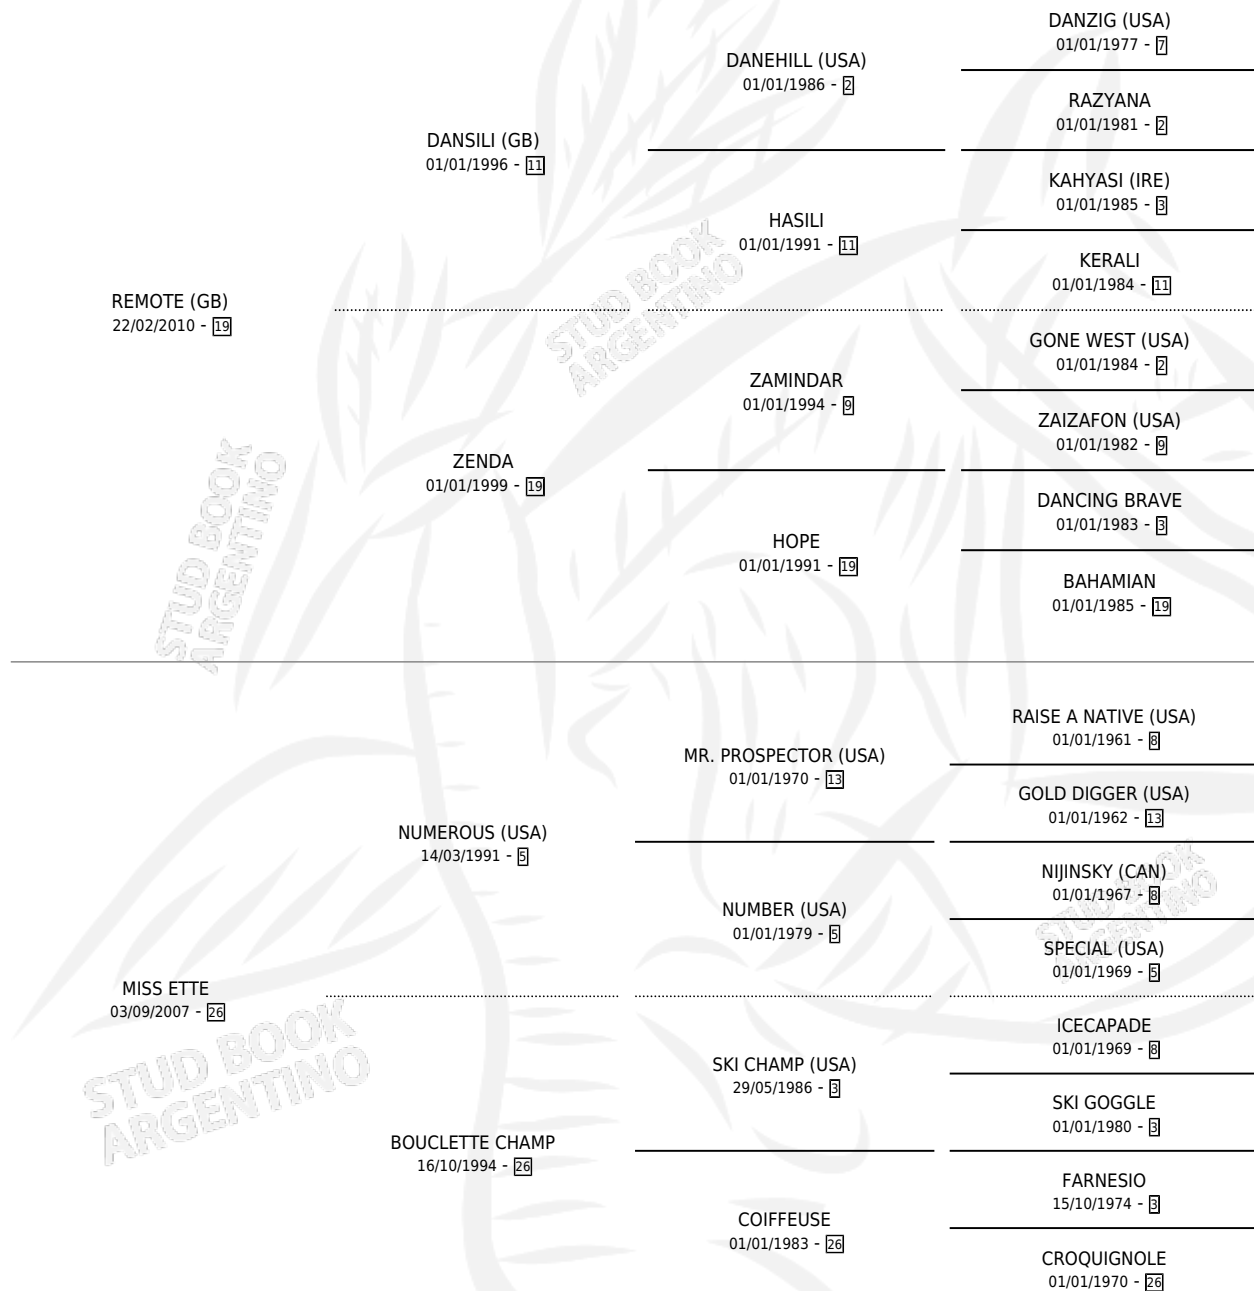 DANZIG (USA)
01/01/1977 - 7
DANEHILL (USA)
01/01/1986 - 2
RAZYANA
01/01/1981 - 2
DANSILI (GB)
01/01/1996 - 11
KAHYASI (IRE)
01/01/1985 - 3
HASILI
01/01/1991 - 11
KERALI
01/01/1984 - 11
REMOTE (GB)
22/02/2010 - 19
GONE WEST (USA)
01/01/1984 - 2
ZAMINDAR
01/01/1994 - 9
ZAIZAFON (USA)
01/01/1982 - 9
ZENDA
01/01/1999 - 19
DANCING BRAVE
01/01/1983 - 3
HOPE
01/01/1991 - 19
BAHAMIAN
01/01/1985 - 19
STUD BOOK
ARGENTINO
STUD BOOK
ARGENTINO
RAISE A NATIVE (USA)
01/01/1961 - 8
MR. PROSPECTOR (USA)
01/01/1970 - 13
GOLD DIGGER (USA)
01/01/1962 - 13
NUMEROUS (USA)
14/03/1991 - 5
NIJINSKY (CAN)
01/01/1967 - 8
NUMBER (USA)
01/01/1979 - 5
SPECIAL (USA)
01/01/1969 - 5
STUD BOOK
ARGENTINO
MISS ETTE
03/09/2007 - 26
ICECAPADE
01/01/1969 - 8
SKI CHAMP (USA)
29/05/1986 - 3
SKI GOGGLE
01/01/1980 - 3
BOUCLETTE CHAMP
16/10/1994 - 26
FARNESIO
15/10/1974 - 3
COIFFEUSE
01/01/1983 - 26
CROQUIGNOLE
01/01/1970 - 26
STUD BOOK
ARGENTINO